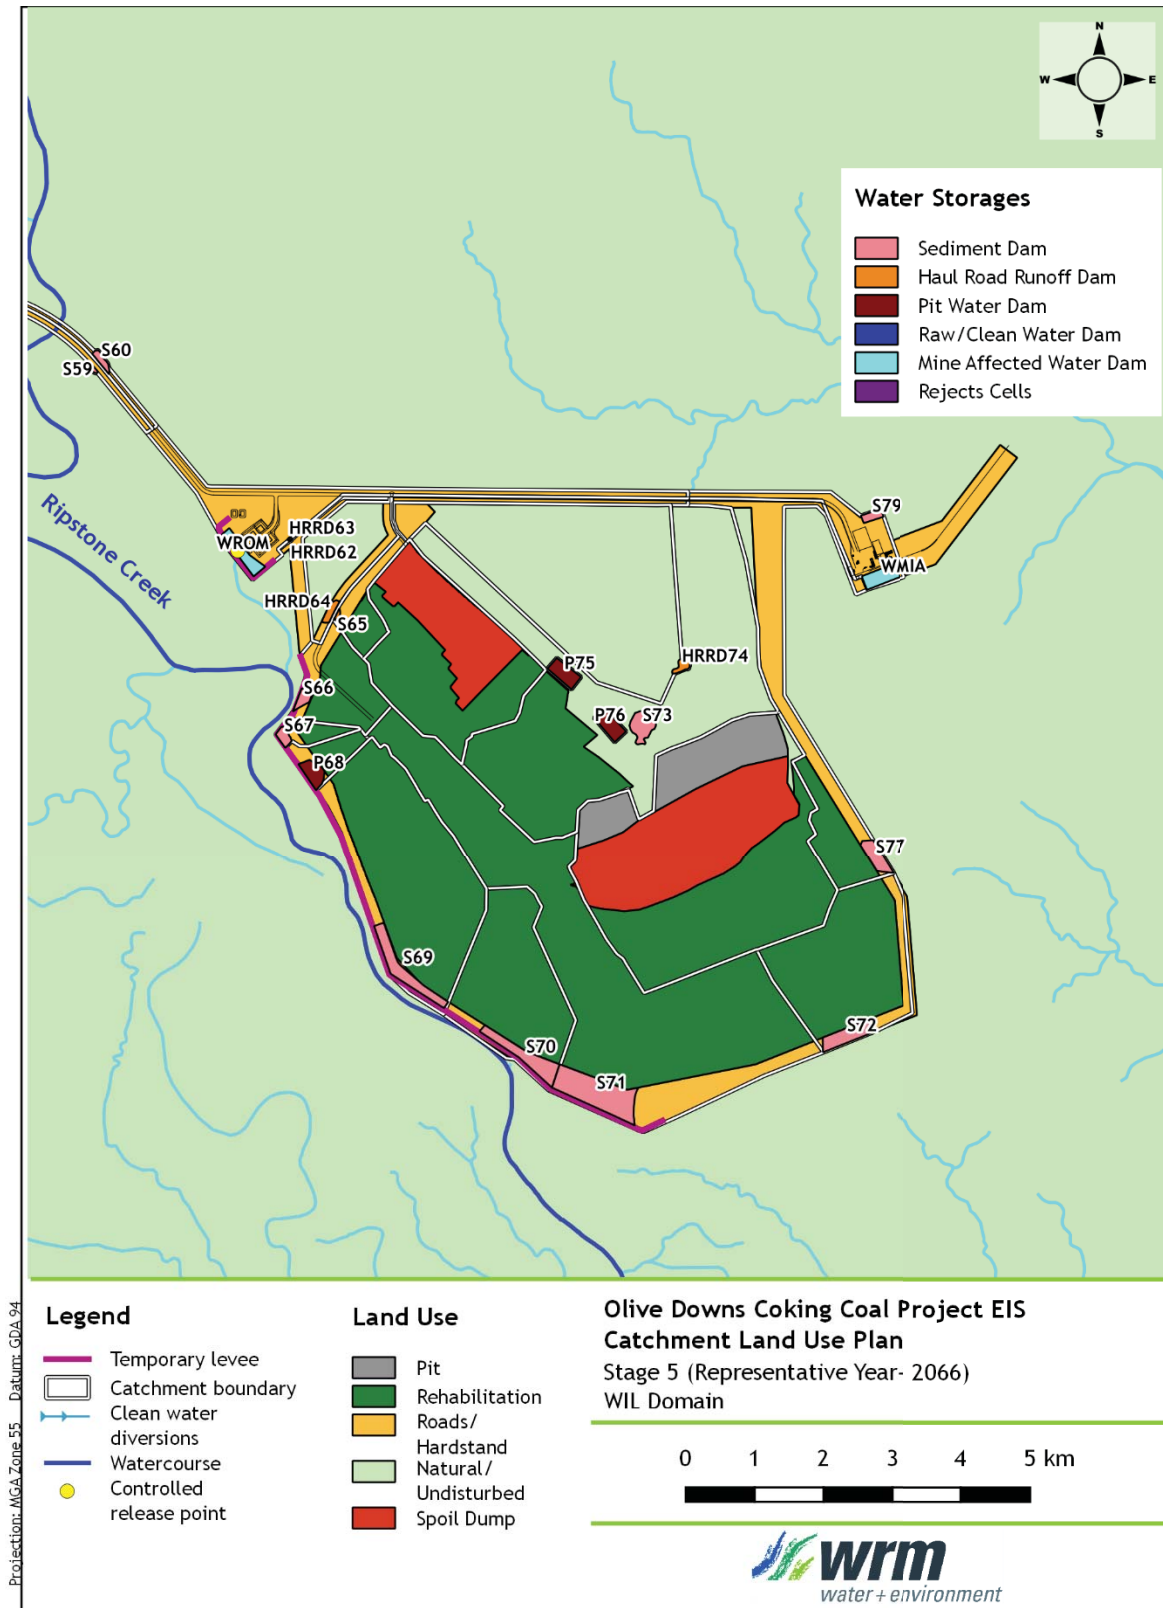 N
W
E
S
Water Storages
Sediment Dam
Haul Road Runoff Dam
Pit Water Dam
Raw/Clean Water Dam
Mine Affected Water Dam
Rejects Cells
S60
S59
Ripstone Creek
WROM
HRRD63
HRRD62
HRRD64
S65
S79
WMIA
S66
S67
P68
P75
HRRD74
P76
S73
S77
S69
S70
S71
S72
Projection: MGA Zone 55 Datum: GDA 94
Legend
Temporary levee
Catchment boundary
Clean water
diversions
Watercourse
Controlled
release point
Land Use
Pit
Rehabilitation
Roads/
Hardstand
Natural/
Undisturbed
Spoil Dump
Olive Downs Coking Coal Project EIS
Catchment Land Use Plan
Stage 5 (Representative Year- 2066)
WIL Domain
0 1 2 3 4 5 km
wrm
water + environment